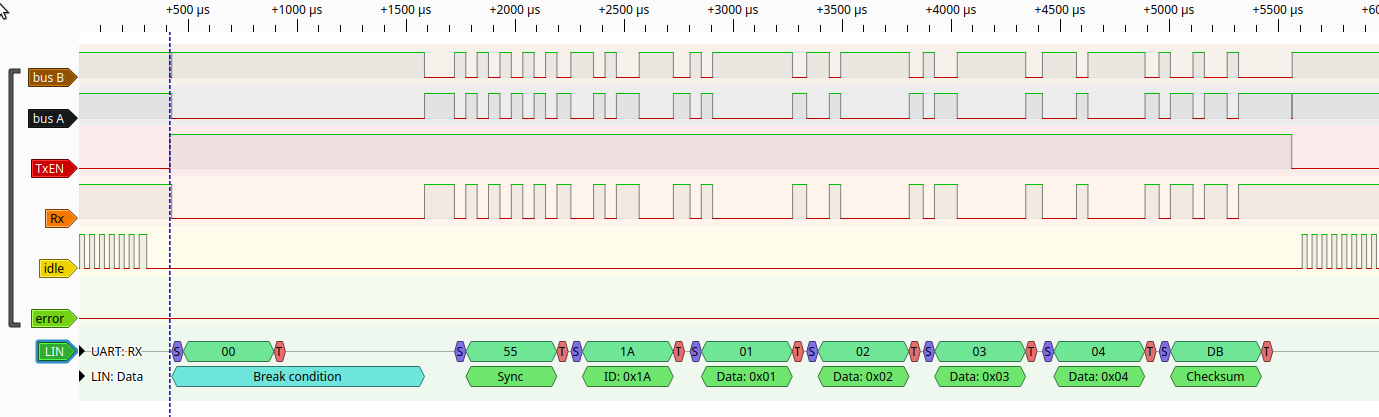 +500 µs +1000 µs +1500 µs +2000 µs +2500 µs +3000 µs +3500 µs +4000 µs +4500 µs +5000 µs +5500 µs +60
bus B
bus A
TxEN
Rx
idle
error
LIN UART: RX S 00 T S 55 T S 1A T S 01 T S 02 T S 03 T S 04 T S DB T
LIN: Data Break condition Sync ID: 0x1A Data: 0x01 Data: 0x02 Data: 0x03 Data: 0x04 Checksum